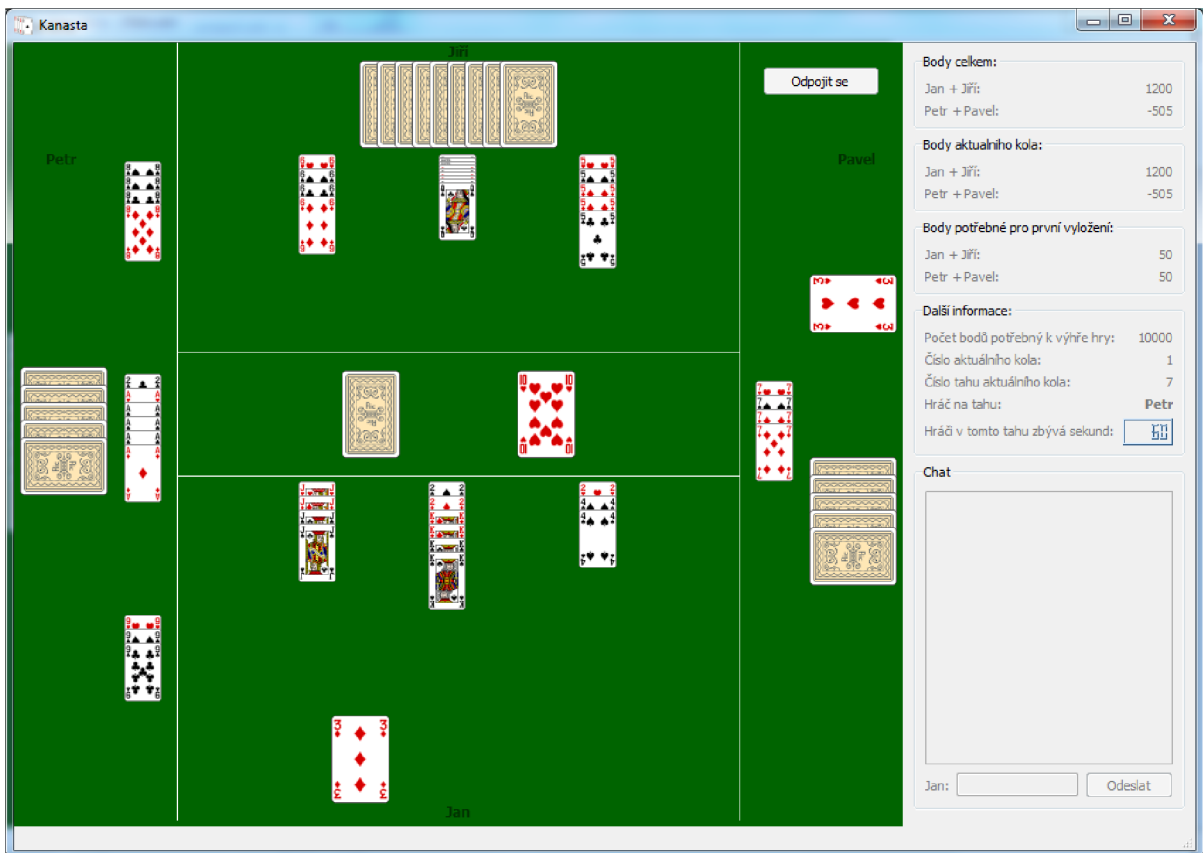 Kanasta
Jiří
Odpojit se
Petr
Pavel
Jan
Body celkem:
Jan + Jiří: 1200
Petr + Pavel: -505
Body aktualního kola:
Jan + Jiří: 1200
Petr + Pavel: -505
Body potřebné pro první vyložení:
Jan + Jiří: 50
Petr + Pavel: 50
Další informace:
Počet bodů potřebný k výhře hry: 10000
Číslo aktuálního kola: 1
Číslo tahu aktuálního kola: 7
Hráč na tahu: Petr
Hráči v tomto tahu zbývá sekund: 60
Chat
Jan:
Odeslat